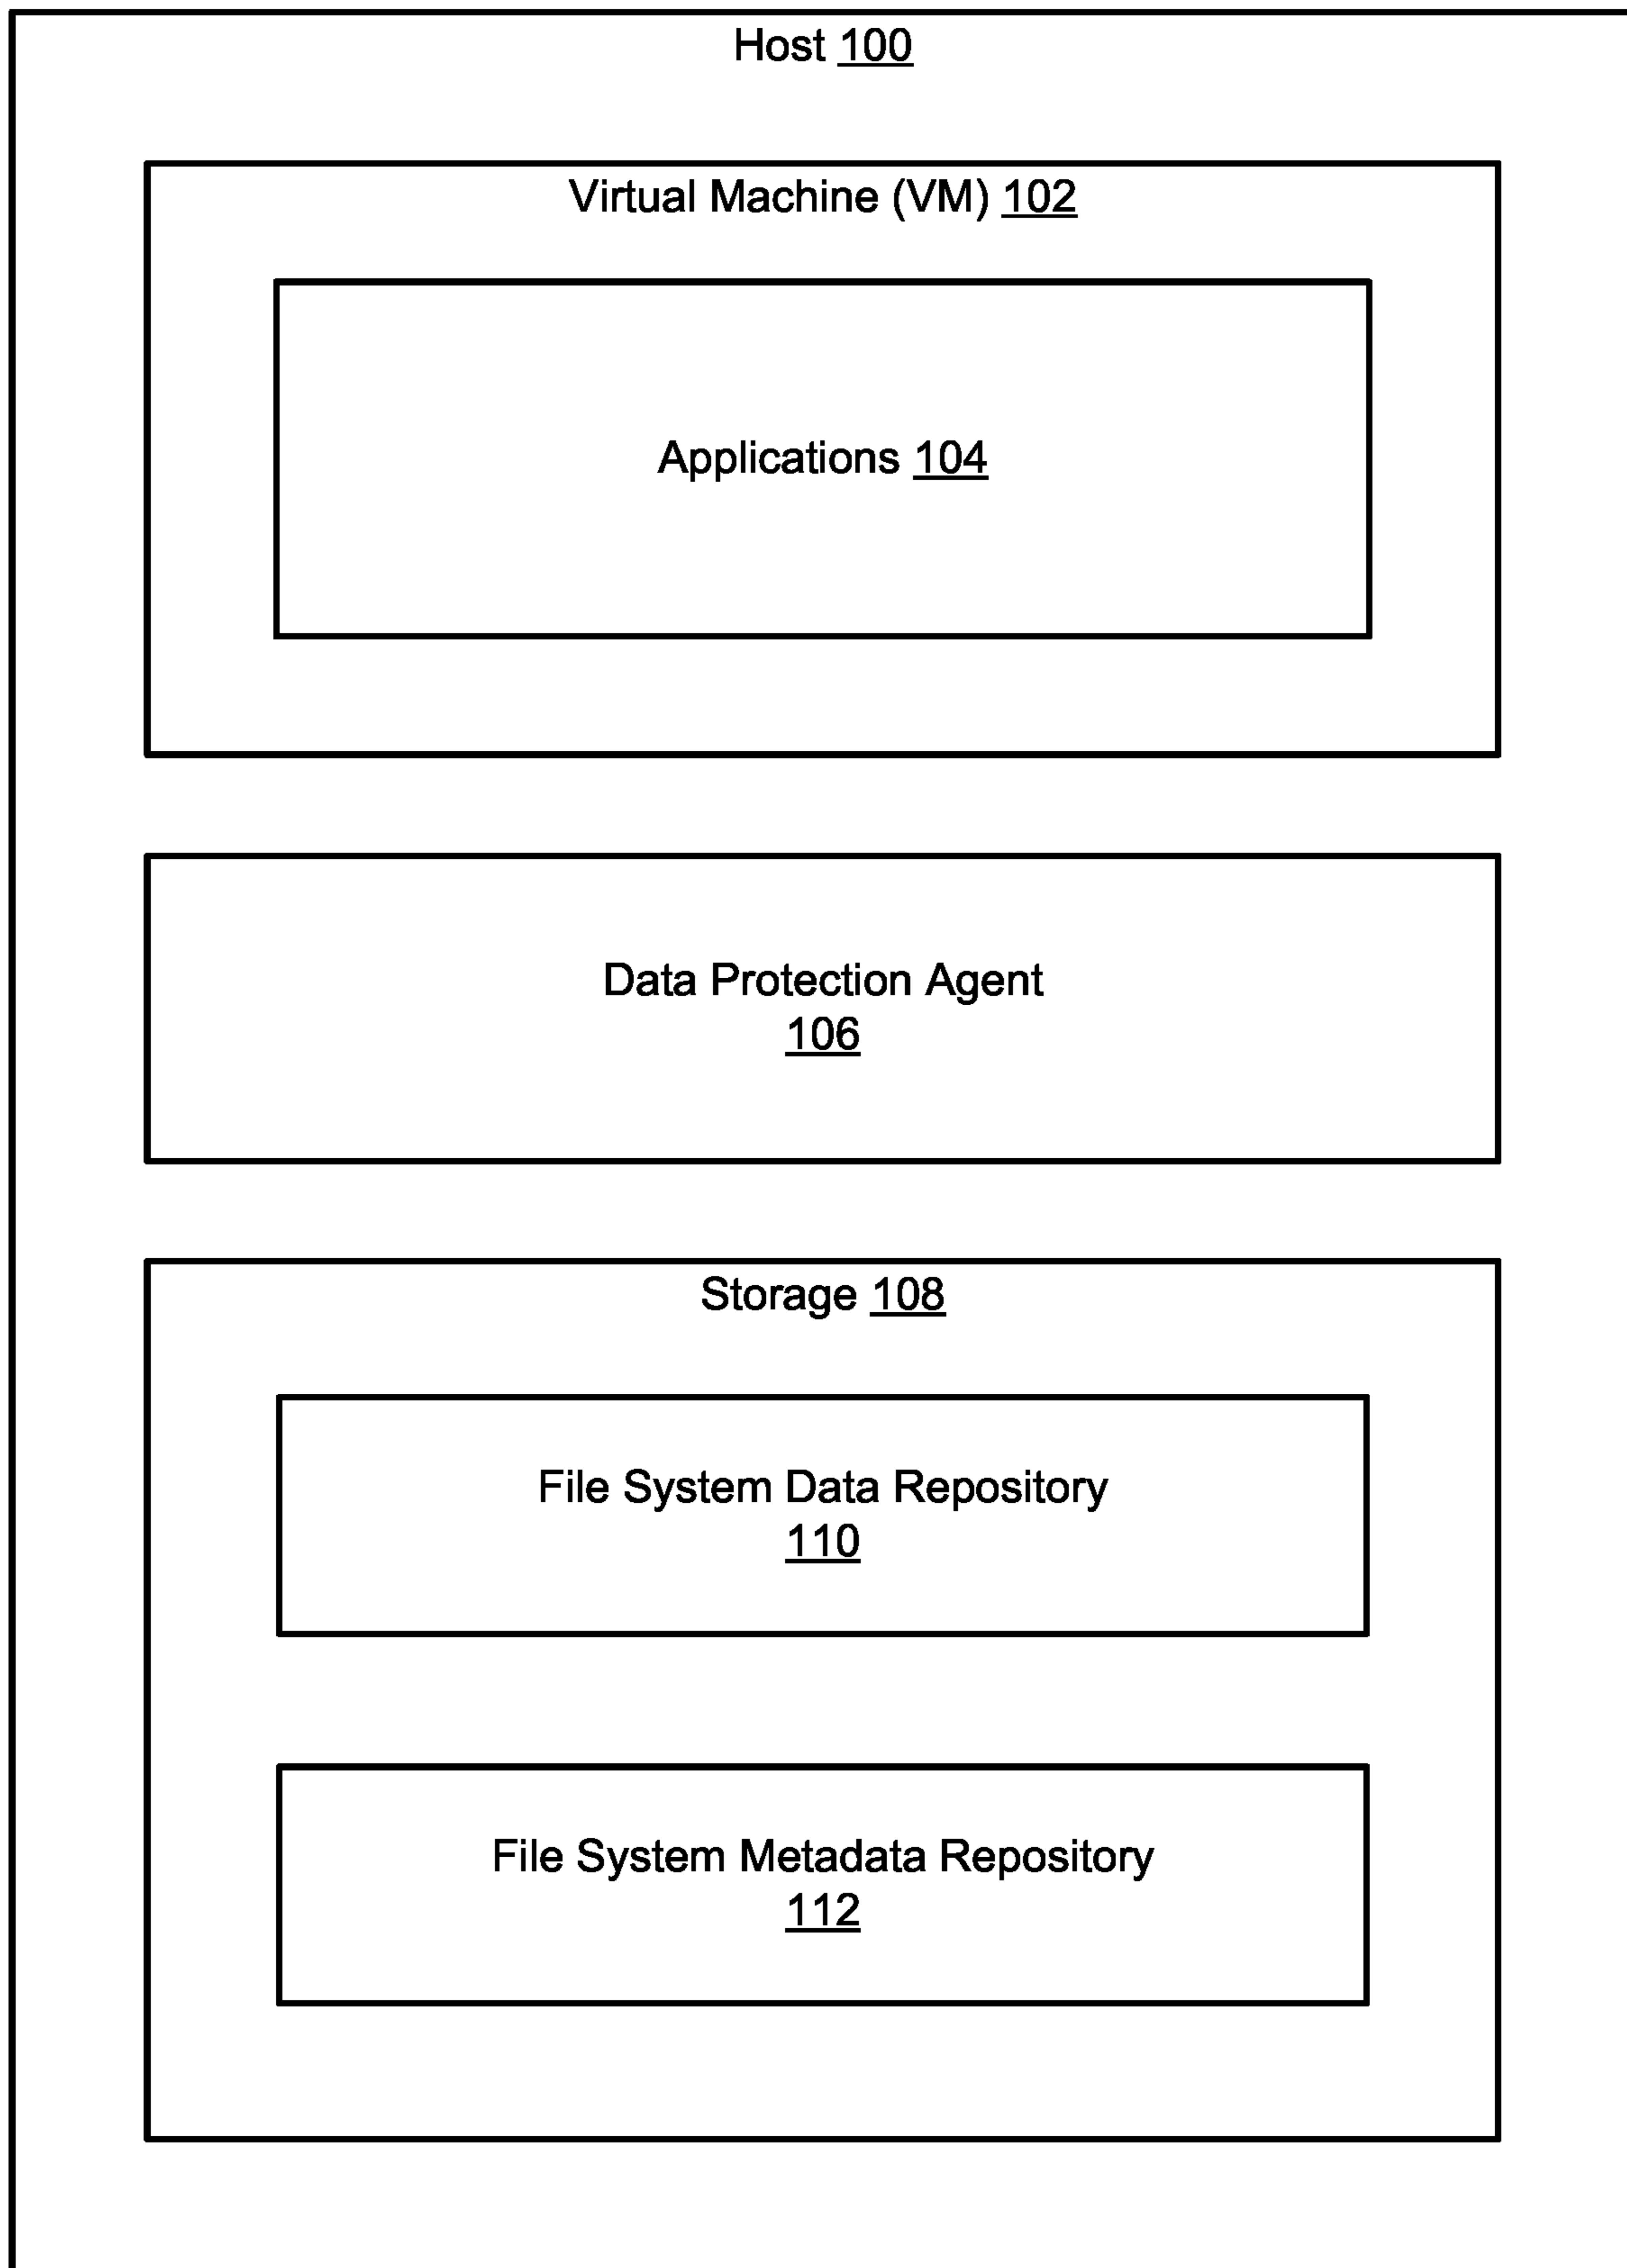 Host 100
Virtual Machine (VM) 102
Applications 104
Data Protection Agent
106
Storage 108
File System Data Repository
110
File System Metadata Repository
112